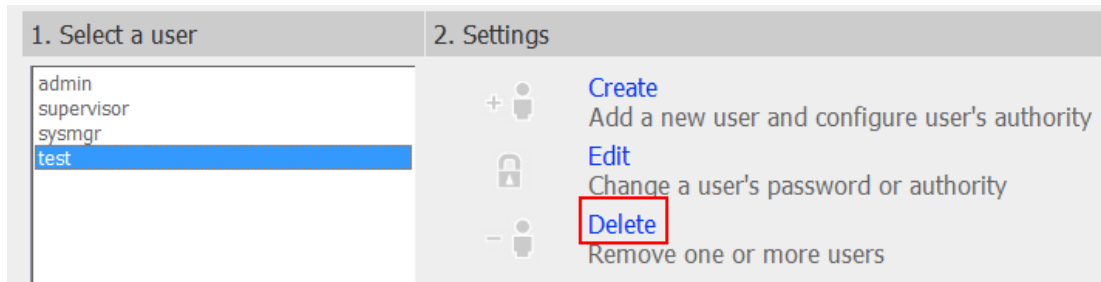 1. Select a user
2. Settings
admin
supervisor
sysmgr
test
Create
Add a new user and configure user's authority
Edit
Change a user's password or authority
Delete
Remove one or more users